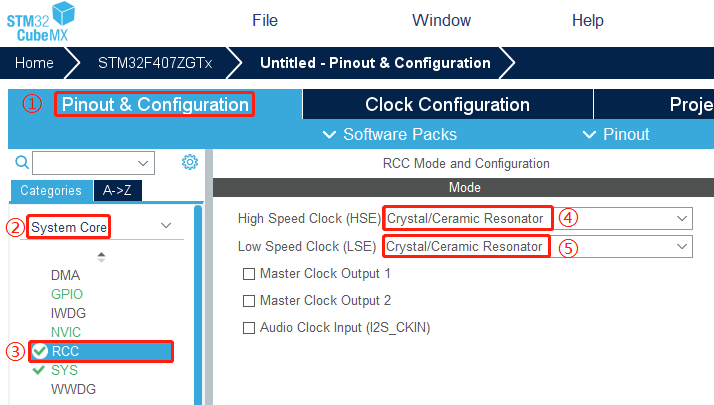 STM32
CubeMX
File
Window
Help
Home
STM32F407ZGTx
Untitled - Pinout & Configuration
① Pinout & Configuration
Clock Configuration
Proje
Software Packs
Pinout
Categories
A->Z
② System Core
DMA
GPIO
IWDG
NVIC
③ RCC
SYS
WWDG
RCC Mode and Configuration
Mode
High Speed Clock (HSE) Crystal/Ceramic Resonator ④
Low Speed Clock (LSE) Crystal/Ceramic Resonator ⑤
Master Clock Output 1
Master Clock Output 2
Audio Clock Input (I2S_CKIN)